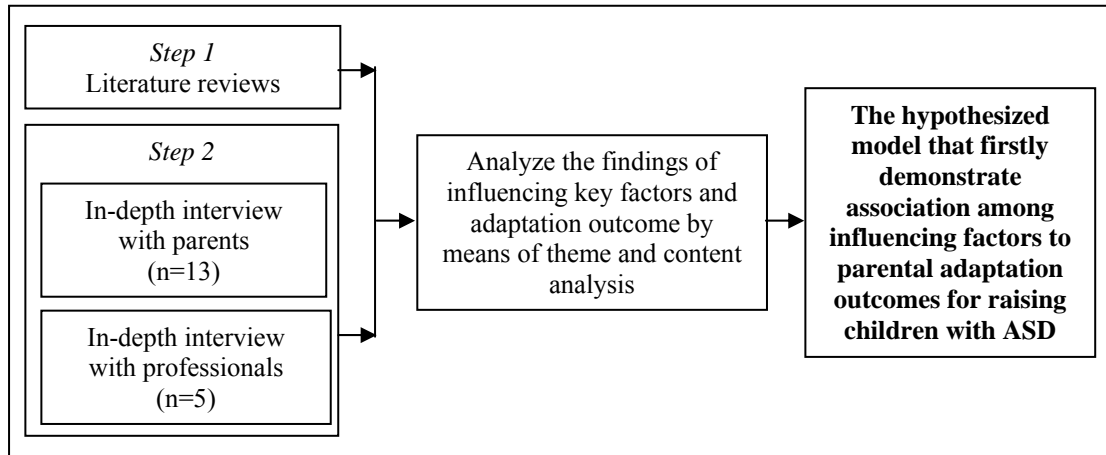 Step 1
Literature reviews
Step 2
In-depth interview
with parents
(n=13)
In-depth interview
with professionals
(n=5)
Analyze the findings of
influencing key factors and
adaptation outcome by
means of theme and content
analysis
The hypothesized
model that firstly
demonstrate
association among
influencing factors to
parental adaptation
outcomes for raising
children with ASD